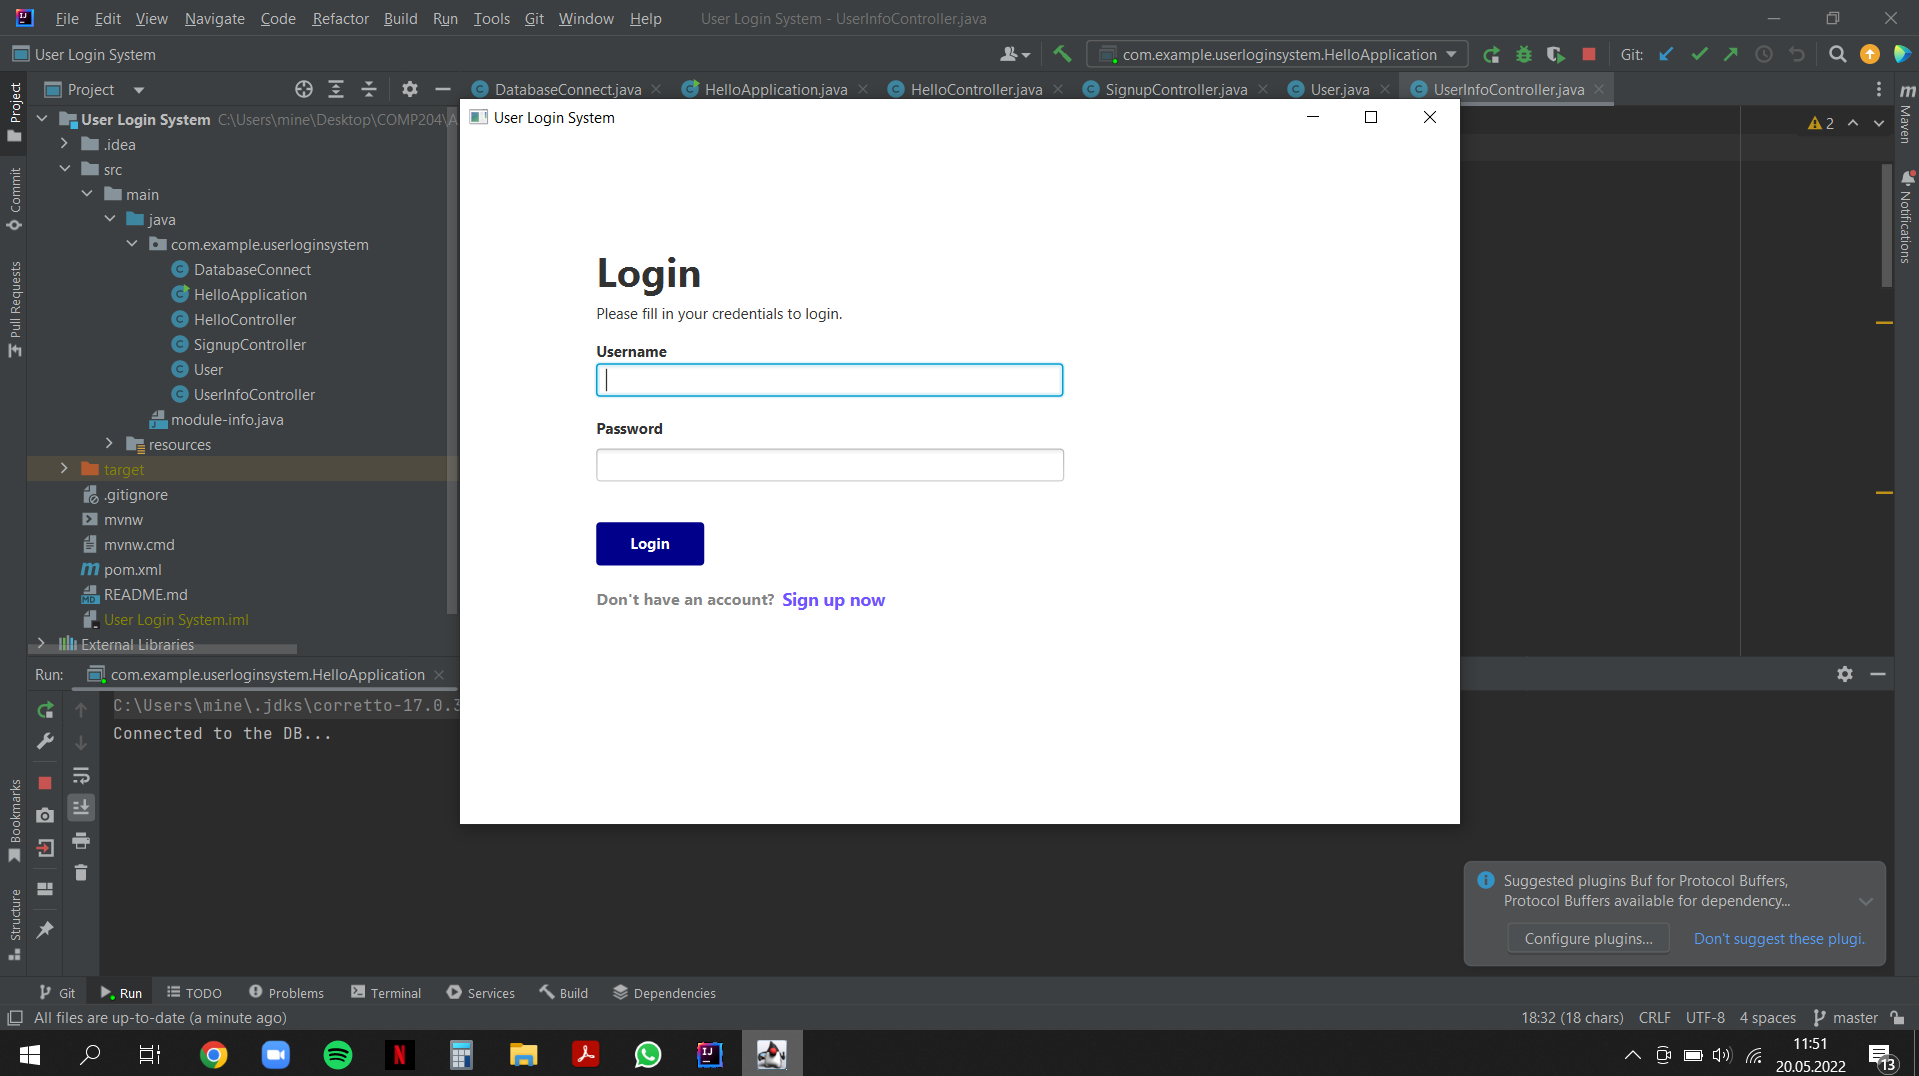 File Edit View Navigate Code Refactor Build Run Tools Git Window Help User Login System - UserInfoController.java
User Login System
com.example.userloginsystem.HelloApplication
Git:
Project
DatabaseConnect.java
HelloApplication.java
HelloController.java
SignupController.java
User.java
UserInfoController.java
User Login System C:\Users\mine\Desktop\COMP204\A
.idea
src
main
java
com.example.userloginsystem
DatabaseConnect
HelloApplication
HelloController
SignupController
User
UserInfoController
module-info.java
resources
target
.gitignore
mvnw
mvnw.cmd
pom.xml
README.md
User Login System.iml
External Libraries
Project
Commit
Pull Requests
Bookmarks
Structure
2
Maven
Notifications
User Login System
Login
Please fill in your credentials to login.
Username
Password
Login
Don't have an account? Sign up now
Run: com.example.userloginsystem.HelloApplication
C:\Users\mine\.jdks\corretto-17.0.3
Connected to the DB...
Suggested plugins Buf for Protocol Buffers,
Protocol Buffers available for dependency...
Configure plugins... Don't suggest these plugi.
Git Run TODO Problems Terminal Services Build Dependencies
All files are up-to-date (a minute ago)
18:32 (18 chars) CRLF UTF-8 4 spaces master
11:51
20.05.2022
13